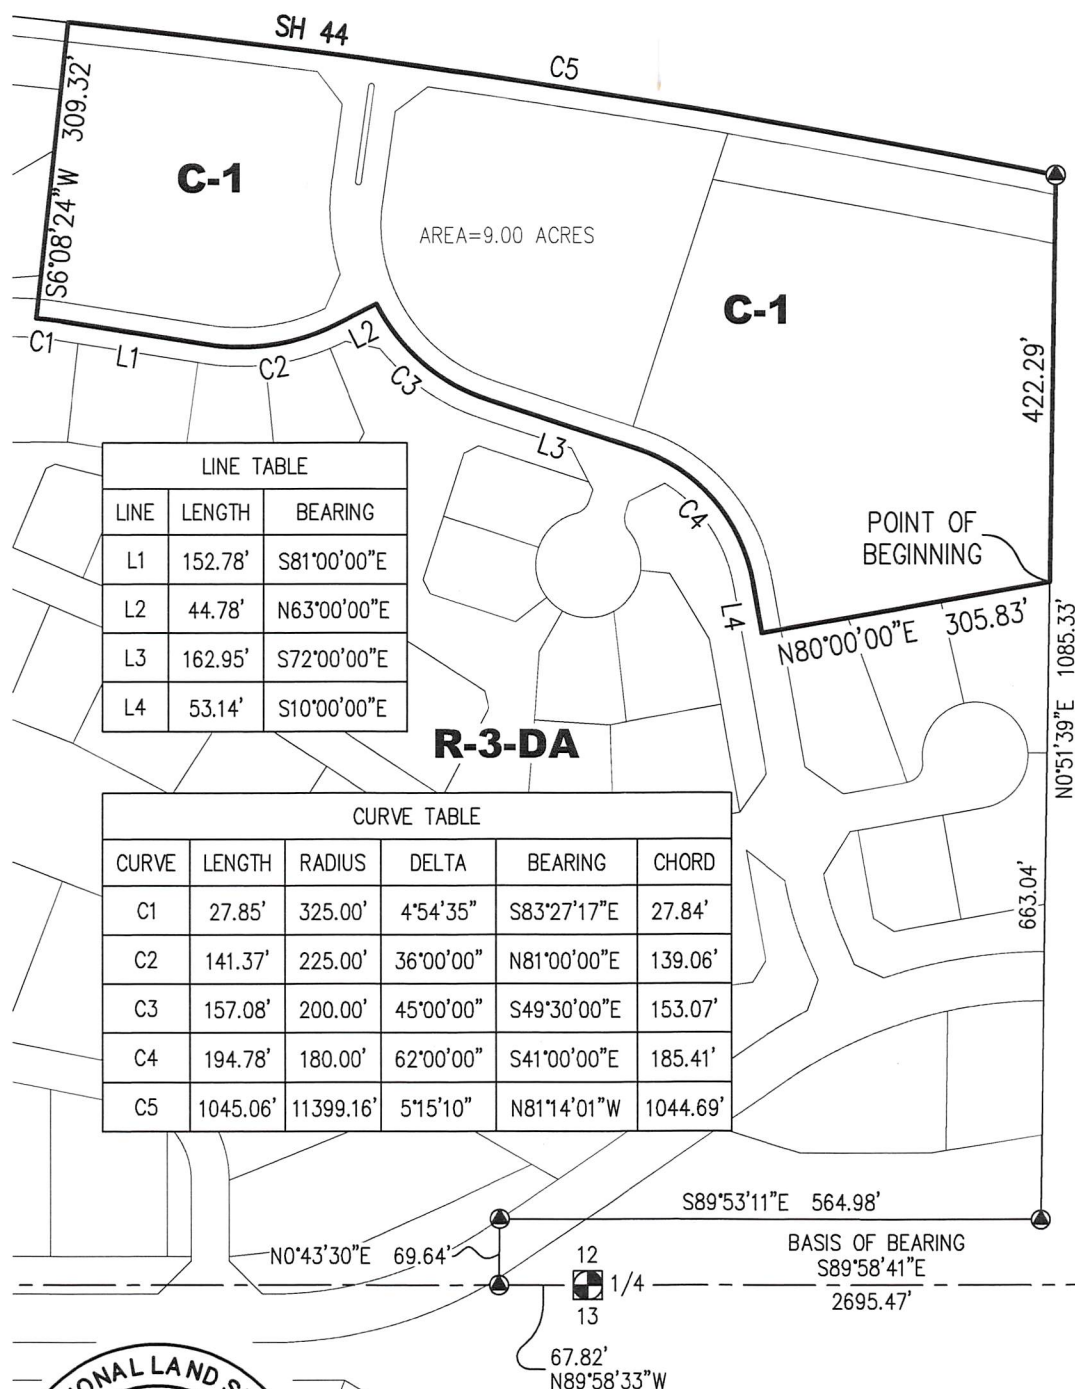 SH 44
C5
S6°08'24"W 309.32'
C-1
AREA=9.00 ACRES
C-1
422.29'
C1
L1
C2
L2
C3
L3
C4
L4
POINT OF
BEGINNING
N80°00'00"E 305.83'
N0°51'39"E 1085.33'
663.04'
LINE TABLE
LINE LENGTH BEARING
L1 152.78' S81°00'00"E
L2 44.78' N63°00'00"E
L3 162.95' S72°00'00"E
L4 53.14' S10°00'00"E
R-3-DA
CURVE TABLE
CURVE LENGTH RADIUS DELTA BEARING CHORD
C1 27.85' 325.00' 4°54'35" S83°27'17"E 27.84'
C2 141.37' 225.00' 36°00'00" N81°00'00"E 139.06'
C3 157.08' 200.00' 45°00'00" S49°30'00"E 153.07'
C4 194.78' 180.00' 62°00'00" S41°00'00"E 185.41'
C5 1045.06' 11399.16' 5°15'10" N81°14'01"W 1044.69'
S89°53'11"E 564.98'
N0°43'30"E 69.64'
BASIS OF BEARING
S89°58'41"E
2695.47'
12
1/4
13
67.82'
N89°58'33"W
ONAL LAND S